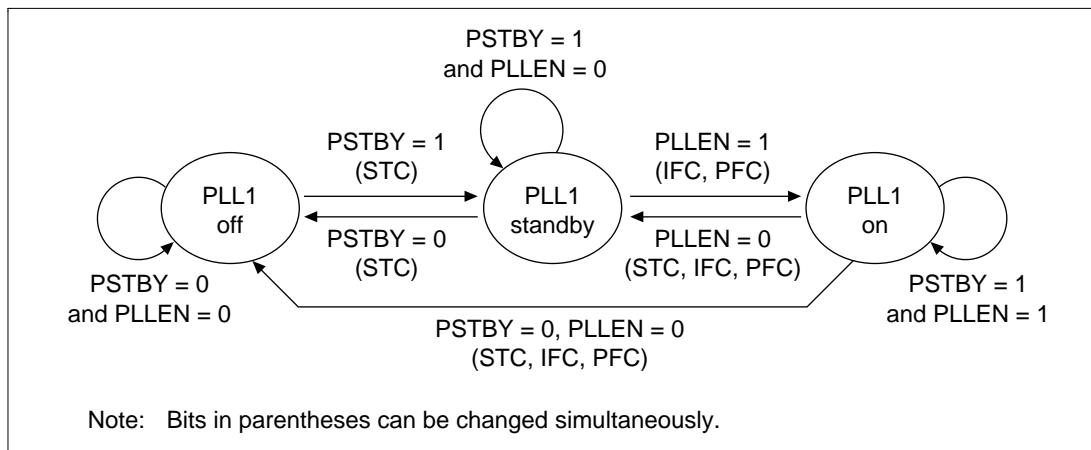 PSTBY = 1
and PLLEN = 0
PSTBY = 1
(STC)
PLLEN = 1
(IFC, PFC)
PLL1
off
PLL1
standby
PLL1
on
PSTBY = 0
(STC)
PLLEN = 0
(STC, IFC, PFC)
PSTBY = 0
and PLLEN = 0
PSTBY = 1
and PLLEN = 1
PSTBY = 0, PLLEN = 0
(STC, IFC, PFC)
Note: Bits in parentheses can be changed simultaneously.